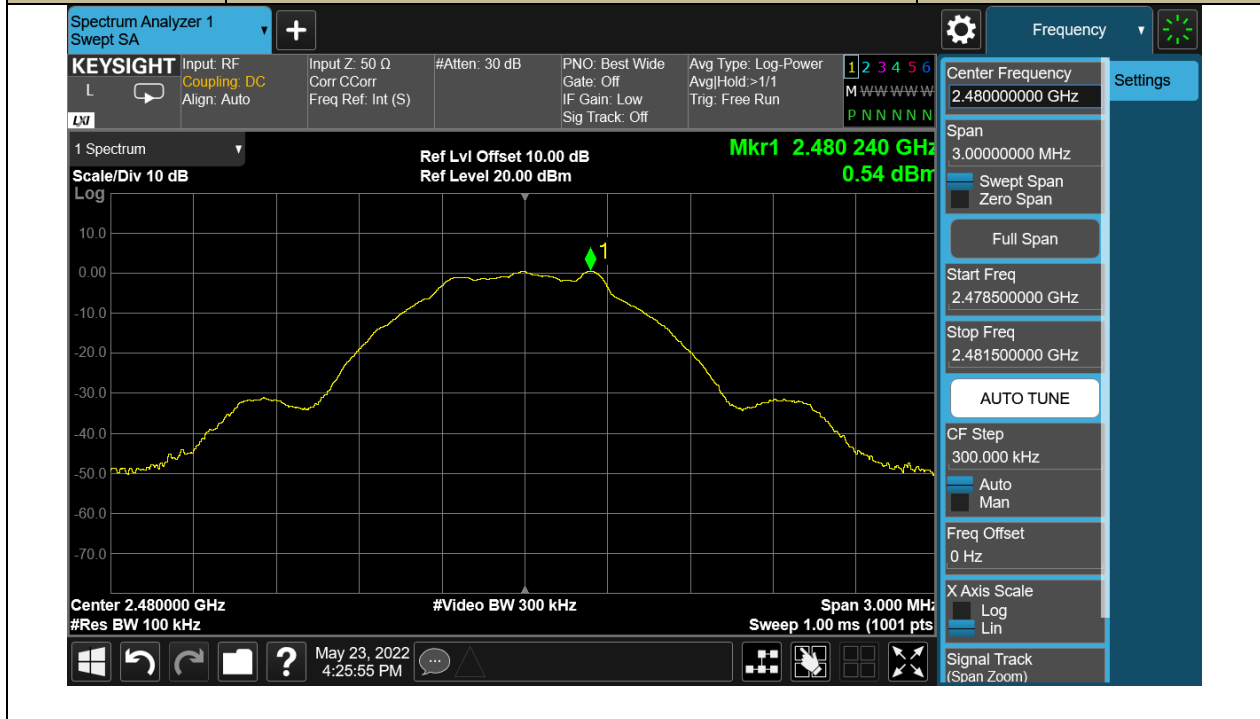 Spectrum Analyzer 1
Swept SA
+
Frequency
KEYSIGHT
L
LXI
Input: RF
Coupling: DC
Align: Auto
Input Z: 50 Ω
Corr CCorr
Freq Ref: Int (S)
#Atten: 30 dB
PNO: Best Wide
Gate: Off
IF Gain: Low
Sig Track: Off
Avg Type: Log-Power
Avg|Hold:>1/1
Trig: Free Run
1 2 3 4 5 6
M W W W W W
P N N N N N
1 Spectrum
Scale/Div 10 dB
Ref Lvl Offset 10.00 dB
Ref Level 20.00 dBm
Mkr1 2.480 240 GHz
0.54 dBm
Log
10.0
0.00
-10.0
-20.0
-30.0
-40.0
-50.0
-60.0
-70.0
1
Center 2.480000 GHz
#Res BW 100 kHz
#Video BW 300 kHz
Span 3.000 MHz
Sweep 1.00 ms (1001 pts
?
May 23, 2022
4:25:55 PM
Center Frequency
2.480000000 GHz
Settings
Span
3.00000000 MHz
Swept Span
Zero Span
Full Span
Start Freq
2.478500000 GHz
Stop Freq
2.481500000 GHz
AUTO TUNE
CF Step
300.000 kHz
Auto
Man
Freq Offset
0 Hz
X Axis Scale
Log
Lin
Signal Track
(Span Zoom)